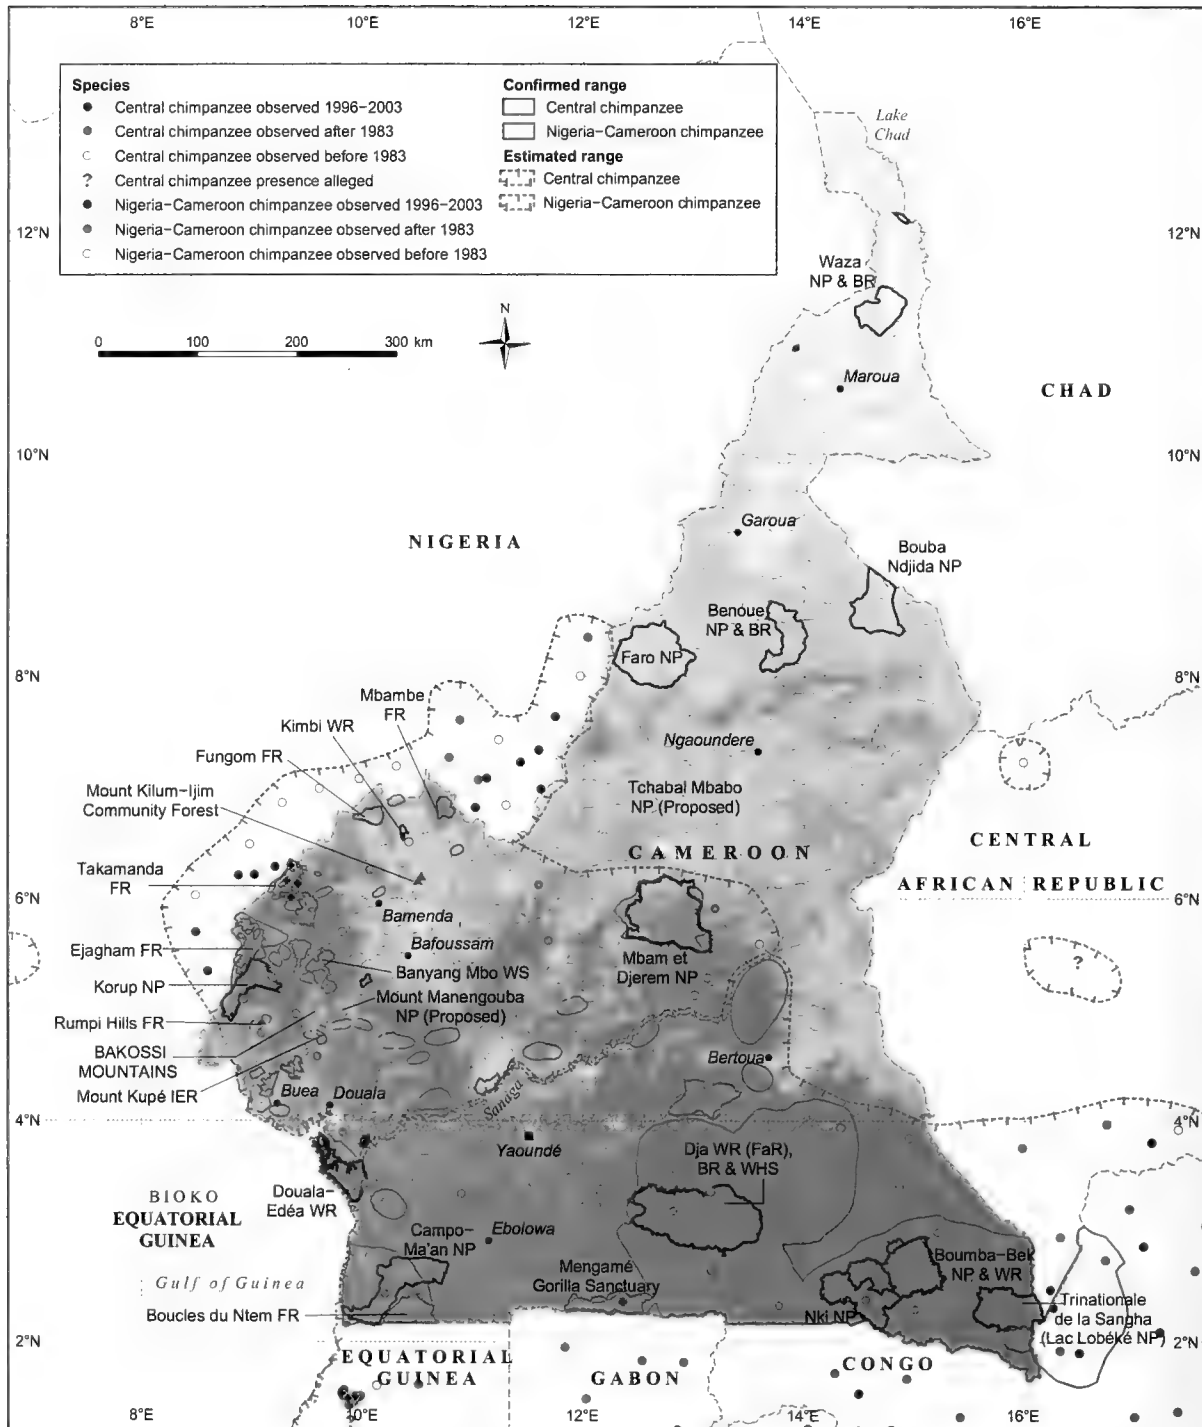 8°E 10°E 12°E 14°E 16°E
Species
Central chimpanzee observed 1996–2003
Central chimpanzee observed after 1983
Central chimpanzee observed before 1983
? Central chimpanzee presence alleged
Nigeria–Cameroon chimpanzee observed 1996–2003
Nigeria–Cameroon chimpanzee observed after 1983
Nigeria–Cameroon chimpanzee observed before 1983
Confirmed range
Central chimpanzee
Nigeria–Cameroon chimpanzee
Estimated range
Central chimpanzee
Nigeria–Cameroon chimpanzee
Lake
Chad
12°N 12°N
Waza
NP & BR
N
0 100 200 300 km
Maroua
CHAD
10°N 10°N
Garoua
NIGERIA
Bouba
Ndjida NP
Benoue
NP & BR
Faro NP
8°N 8°N
Mbambe
FR
Kimbi WR
Fungom FR
Ngaoundere
Mount Kilum–Ijim
Community Forest
Tchabal Mbabo
NP (Proposed)
CENTRAL
AFRICAN REPUBLIC
CAMEROON
Takamanda
FR
6°N 6°N
Bamenda
Bafoussam
Ejagham FR
Banyang Mbo WS
Mbam et
Djerem NP
?
Korup NP
Mount Manengouba
NP (Proposed)
Rumpi Hills FR
BAKOSSI
MOUNTAINS
Bertoua
Mount Kupé IER
Buea
Douala
Sanaga
4°N 4°N
Yaoundé
Dja WR (FaR),
BR & WHS
Douala–
Edéa WR
BIOKO
EQUATORIAL
GUINEA
Campo–
Ma'an NP
Ebolowa
Mengamé
Gorilla Sanctuary
Boumba–Bek
NP & WR
Gulf of Guinea
Boucles du Ntem FR
Nki NP
Trinationale
de la Sangha
(Lac Lobéké NP)
2°N 2°N
EQUATORIAL
GUINEA
GABON
CONGO
8°E 10°E 12°E 14°E 16°E